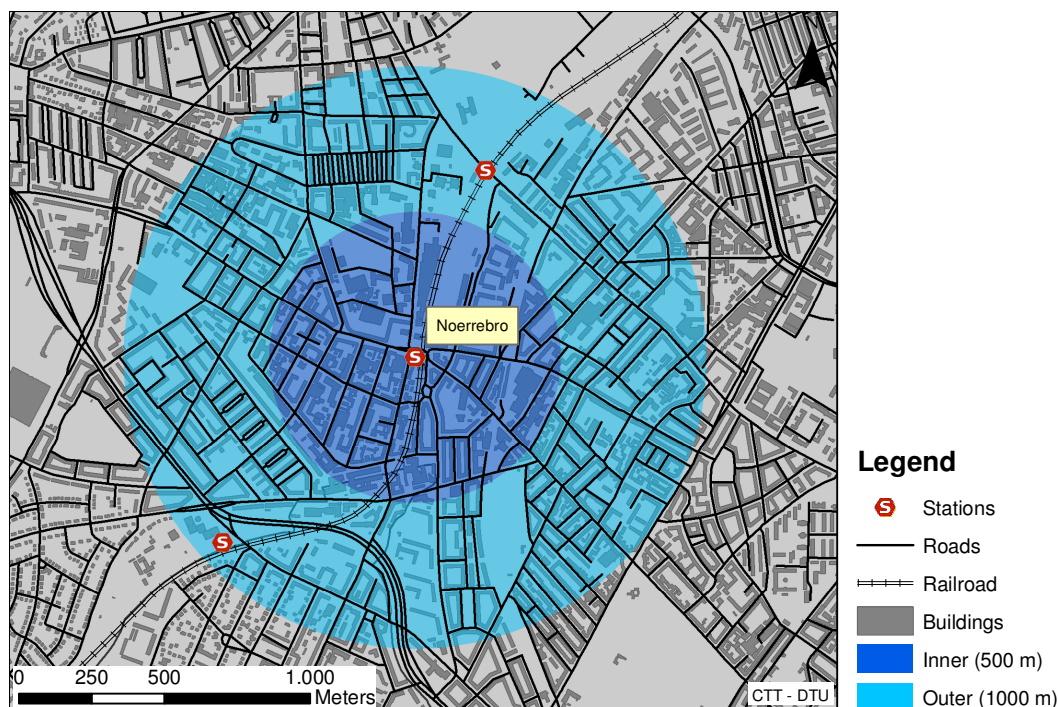 S
Noerrebro
S
S
0 250 500 1.000
Meters
CTT - DTU
Legend
S Stations
Roads
Railroad
Buildings
Inner (500 m)
Outer (1000 m)